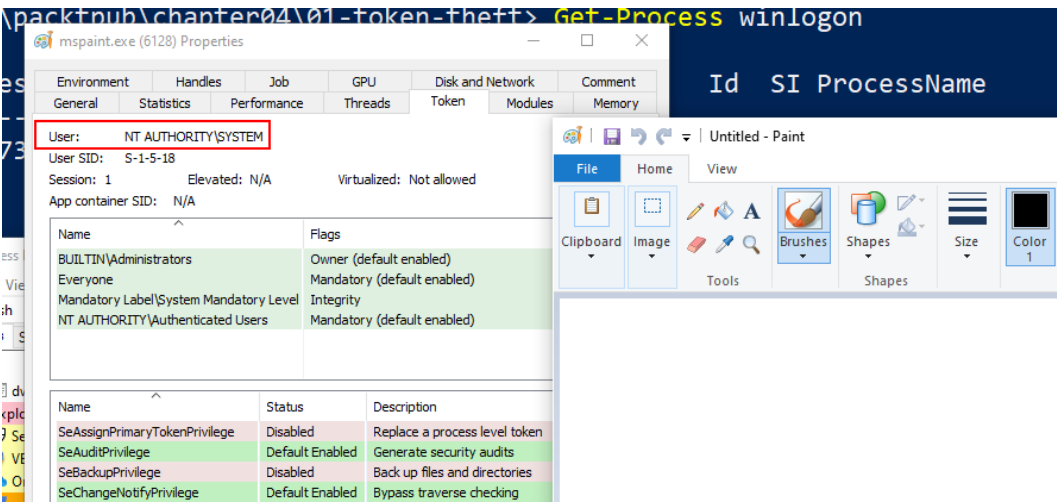 \packtpub\chapter04\01-token-theft> Get-Process winlogon
mspaint.exe (6128) Properties
Environment Handles Job GPU Disk and Network Comment
General Statistics Performance Threads Token Modules Memory
User: NT AUTHORITY\SYSTEM
User SID: S-1-5-18
Session: 1 Elevated: N/A Virtualized: Not allowed
App container SID: N/A
Name Flags
BUILTIN\Administrators Owner (default enabled)
Everyone Mandatory (default enabled)
Mandatory Label\System Mandatory Level Integrity
NT AUTHORITY\Authenticated Users Mandatory (default enabled)
Name Status Description
SeAssignPrimaryTokenPrivilege Disabled Replace a process level token
SeAuditPrivilege Default Enabled Generate security audits
SeBackupPrivilege Disabled Back up files and directories
SeChangeNotifyPrivilege Default Enabled Bypass traverse checking
Id SI ProcessName
73
Untitled - Paint
File Home View
Clipboard Image Brushes Shapes Size Color
1
Tools Shapes